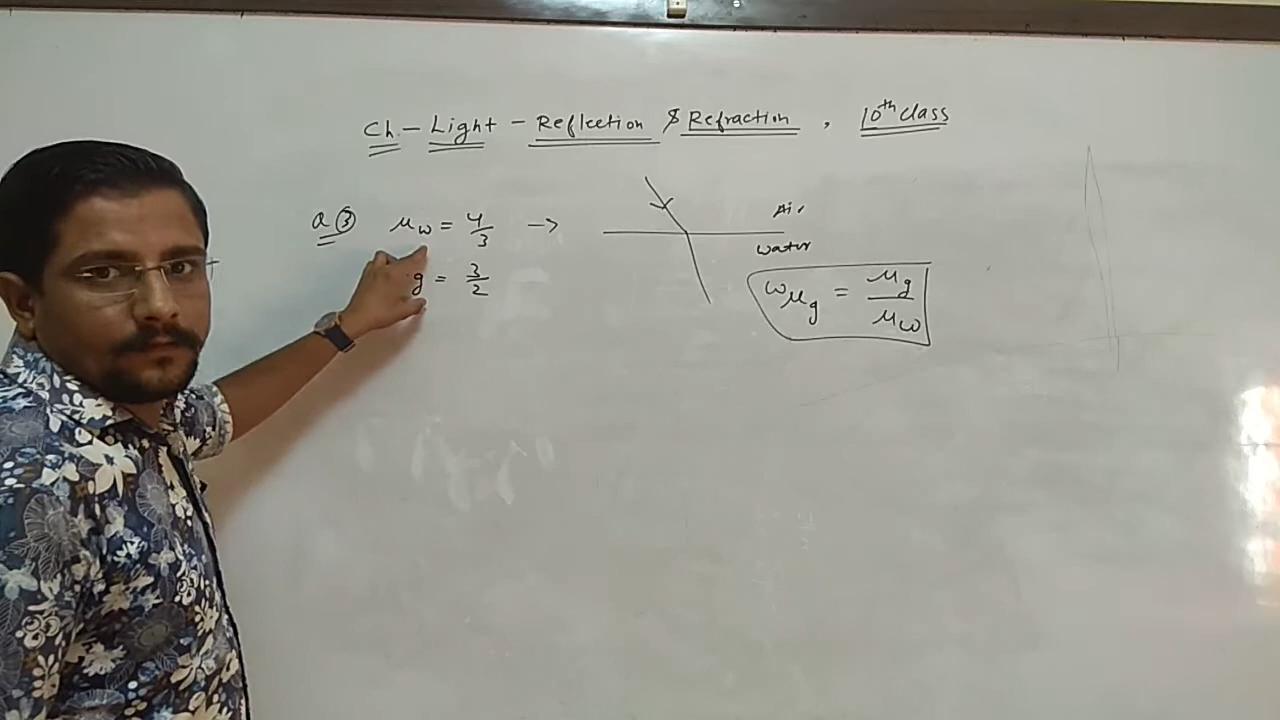 Ch – Light – Reflection & Refraction , 10th class
Q ③ μw = 4/3 →
g = 3/2
Air
water
wμg = μg/μw